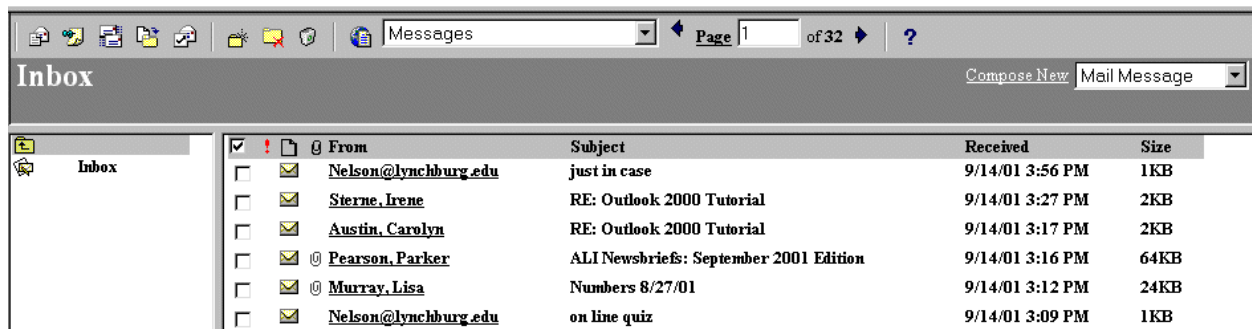 Messages Page 1 of 32 ?
Inbox Compose New Mail Message
! From Subject Received Size
Inbox Nelson@lynchburg.edu just in case 9/14/01 3:56 PM 1KB
Sterne, Irene RE: Outlook 2000 Tutorial 9/14/01 3:27 PM 2KB
Austin, Carolyn RE: Outlook 2000 Tutorial 9/14/01 3:17 PM 2KB
Pearson, Parker ALI Newsbriefs: September 2001 Edition 9/14/01 3:16 PM 64KB
Murray, Lisa Numbers 8/27/01 9/14/01 3:12 PM 24KB
Nelson@lynchburg.edu on line quiz 9/14/01 3:09 PM 1KB